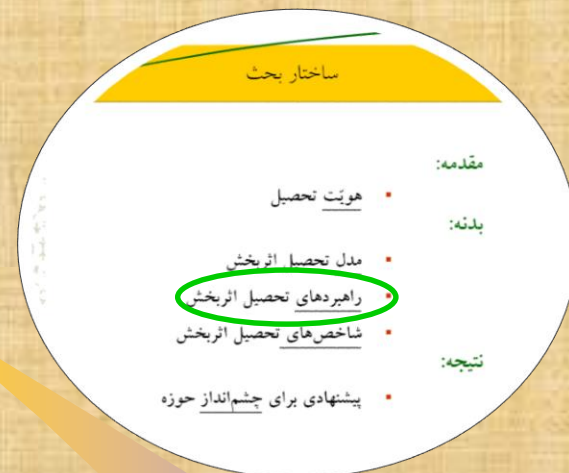 ساختار بحث
مقدمه:
هویّت تحصیل
بدنه:
مدل تحصیل اثربخش
راهبردهای تحصیل اثربخش
شاخص‌های تحصیل اثربخش
نتیجه:
پیشنهادی برای چشم‌انداز حوزه